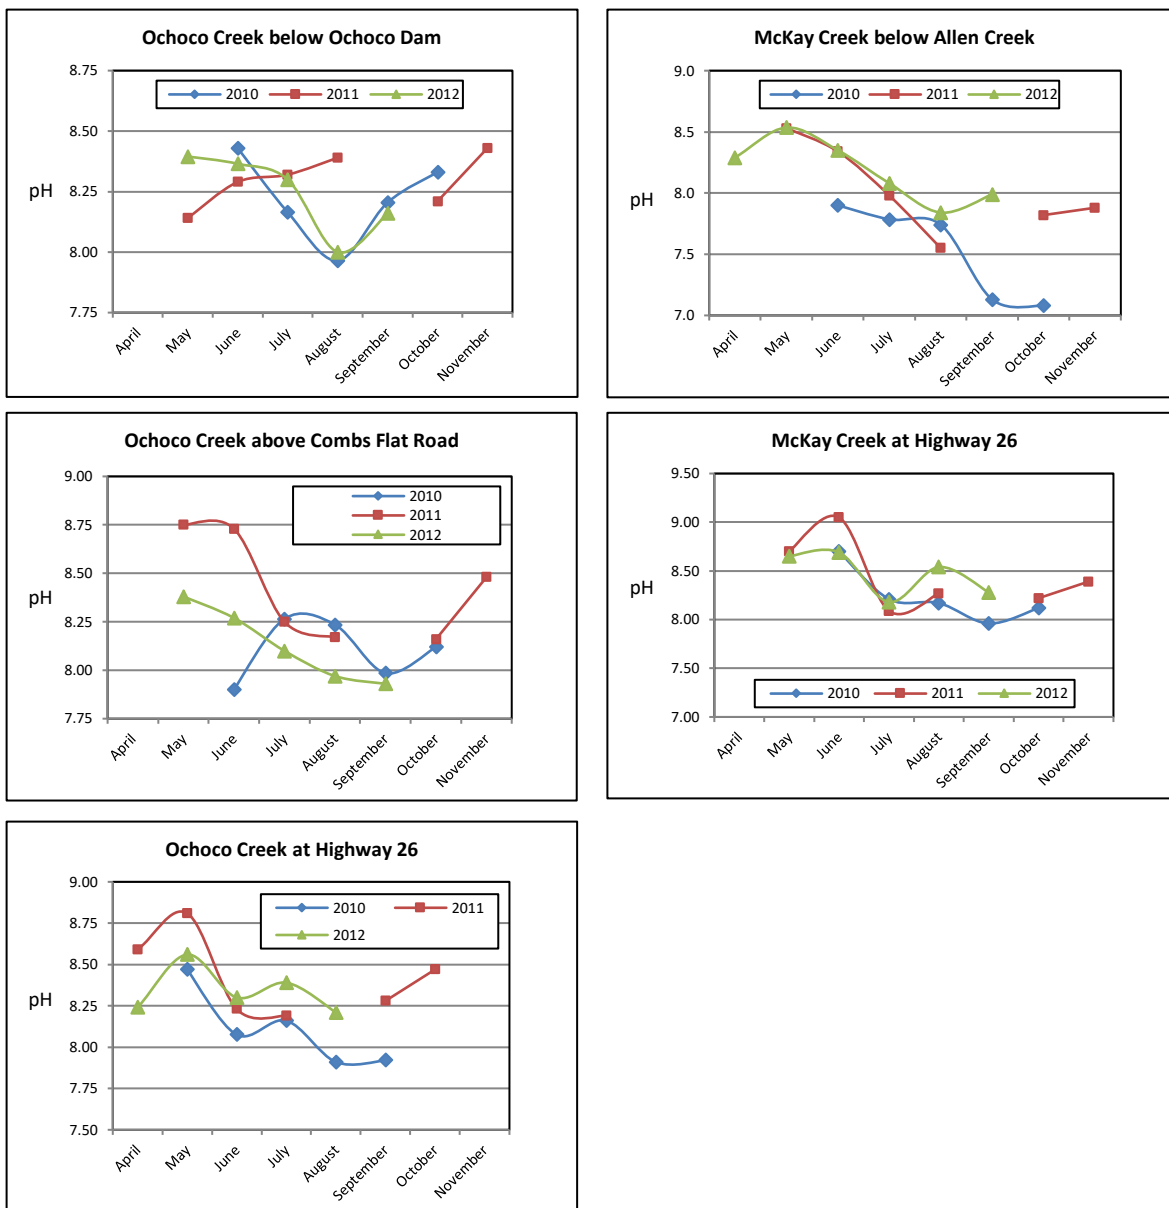 Ochoco Creek below Ochoco Dam
8.75
8.50
8.25
8.00
7.75
pH
2010 2011 2012
April May June July August September October November
McKay Creek below Allen Creek
9.0
8.5
8.0
7.5
7.0
pH
2010 2011 2012
April May June July August September October November
Ochoco Creek above Combs Flat Road
9.00
8.75
8.50
8.25
8.00
7.75
pH
2010
2011
2012
April May June July August September October November
McKay Creek at Highway 26
9.50
9.00
8.50
8.00
7.50
7.00
pH
2010 2011 2012
April May June July August September October November
Ochoco Creek at Highway 26
9.00
8.75
8.50
8.25
8.00
7.75
7.50
pH
2010 2011
2012
April May June July August September October November